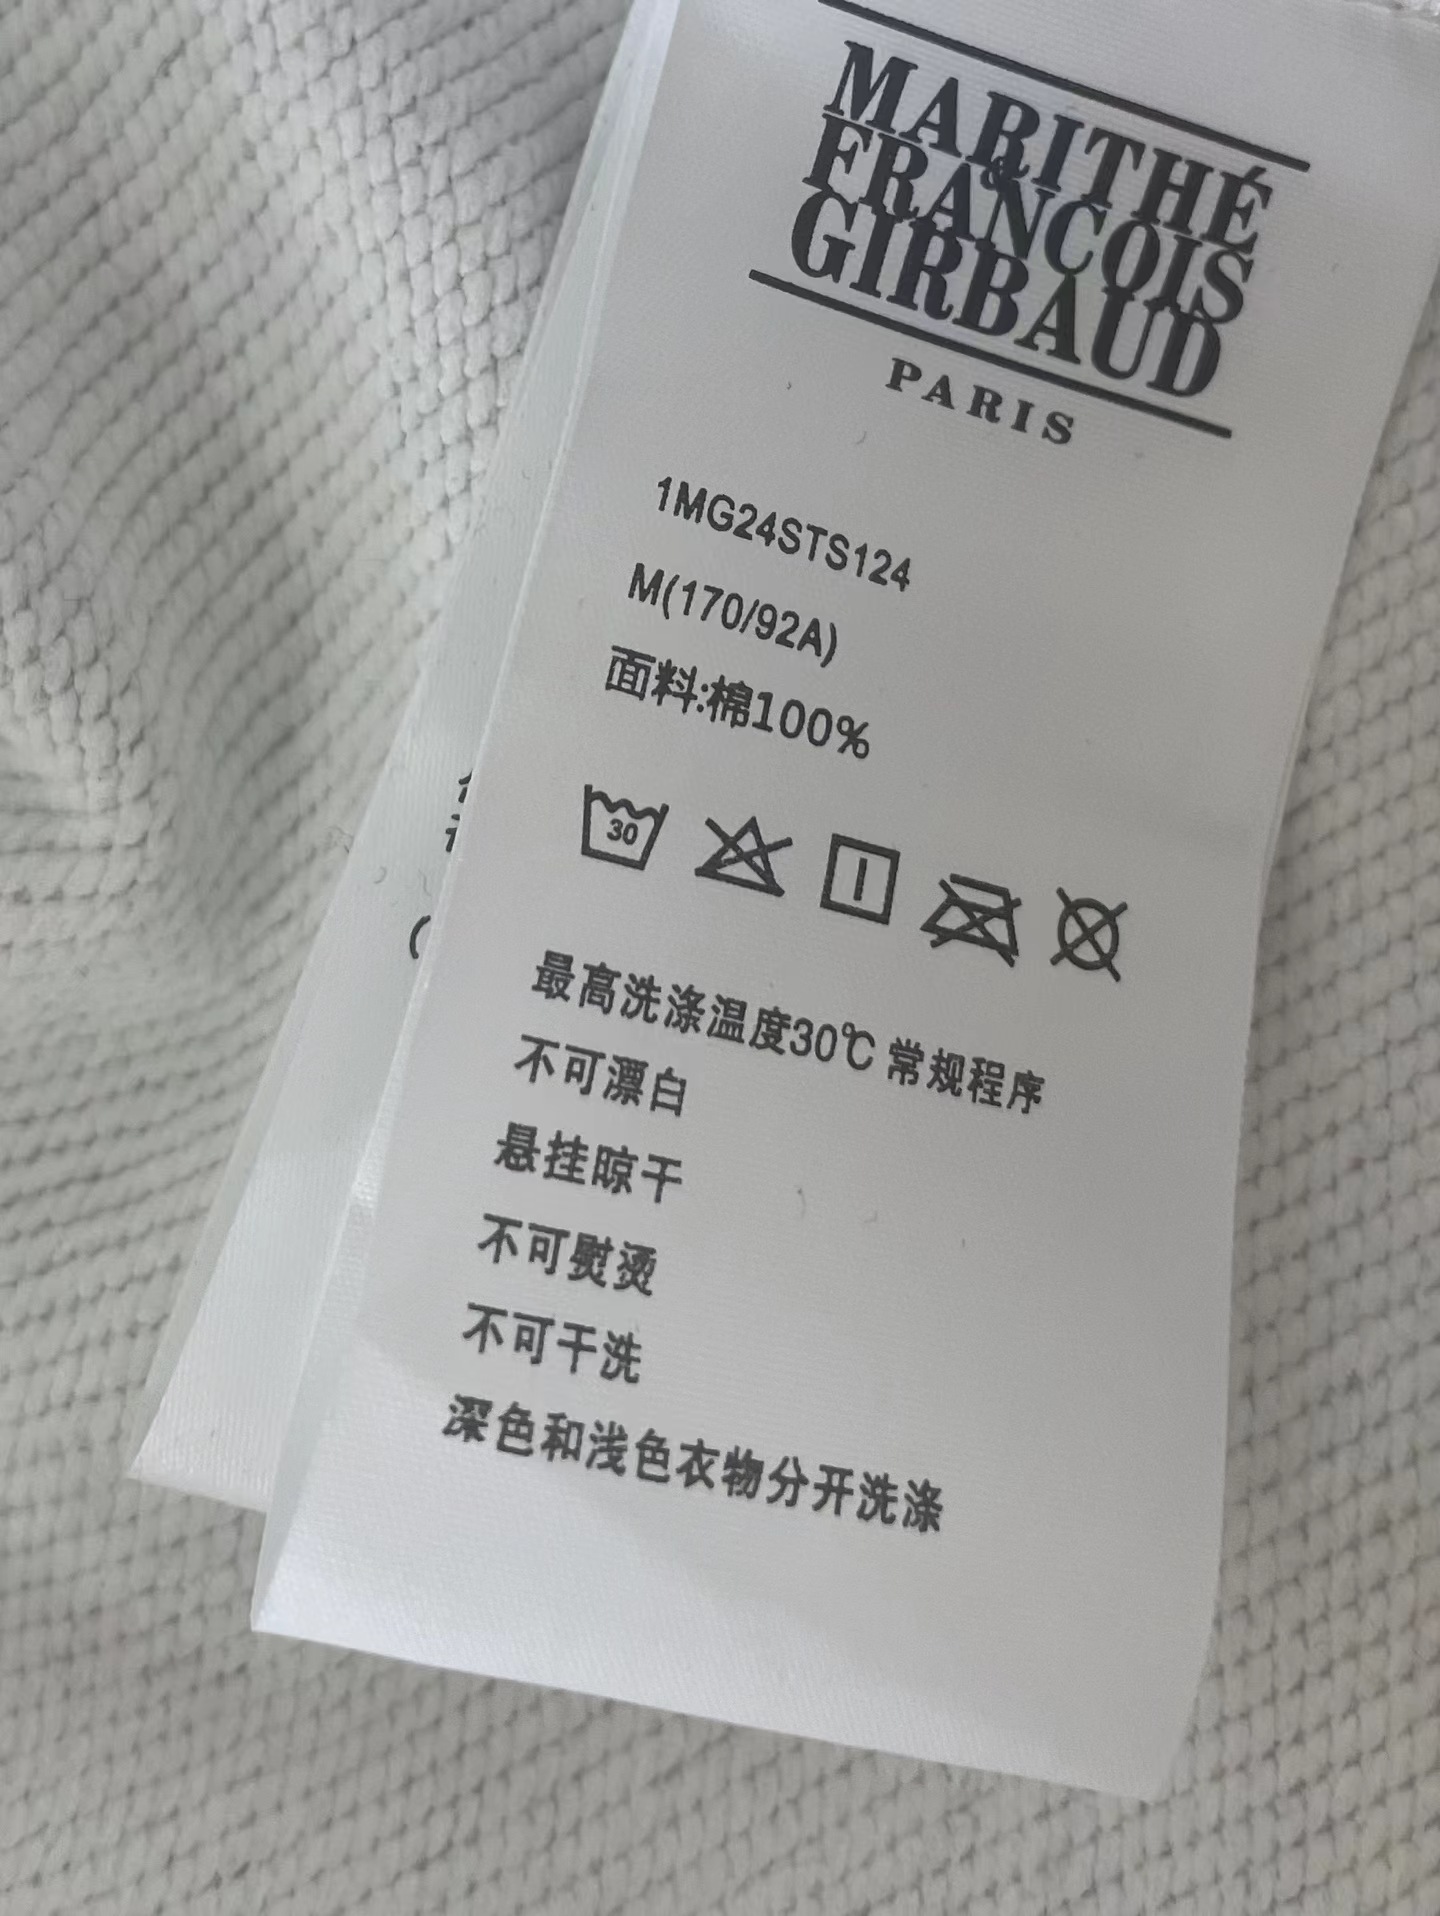 MARITHÉ
&
FRANCOIS
GIRBAUD
PARIS
1MG24STS124
M(170/92A)
面料:棉100%
30
最高洗涤温度30℃ 常规程序
不可漂白
悬挂晾干
不可熨烫
不可干洗
深色和浅色衣物分开洗涤